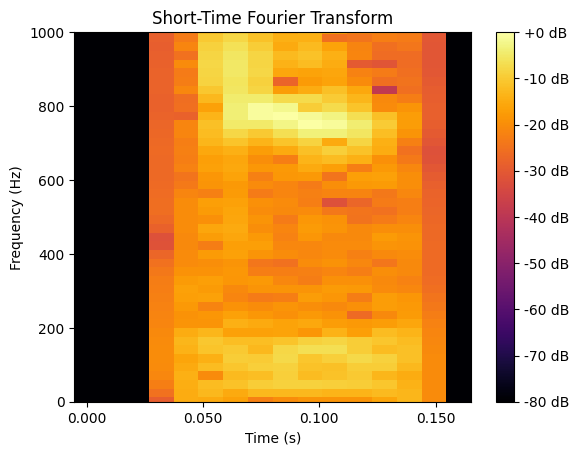 Short-Time Fourier Transform
1000
800
600
400
200
0
Frequency (Hz)
0.000
0.050
0.100
0.150
Time (s)
+0 dB
-10 dB
-20 dB
-30 dB
-40 dB
-50 dB
-60 dB
-70 dB
-80 dB